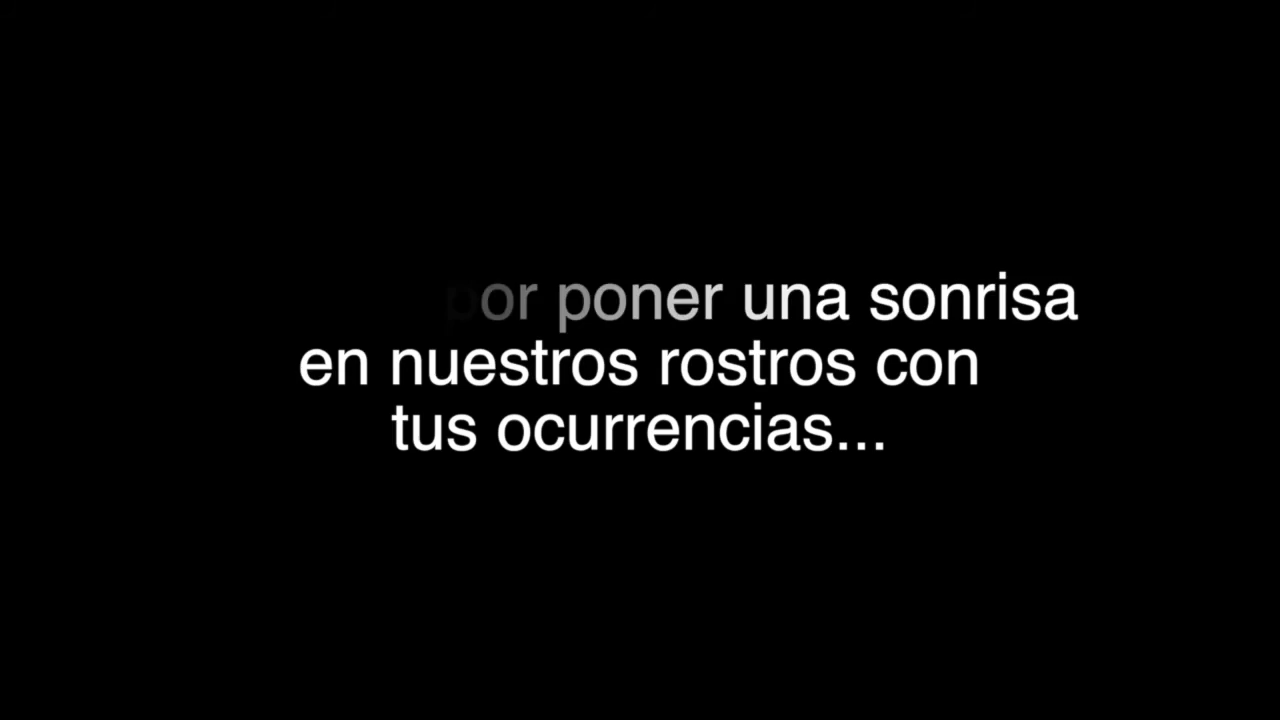 por poner una sonrisa
en nuestros rostros con
tus ocurrencias...